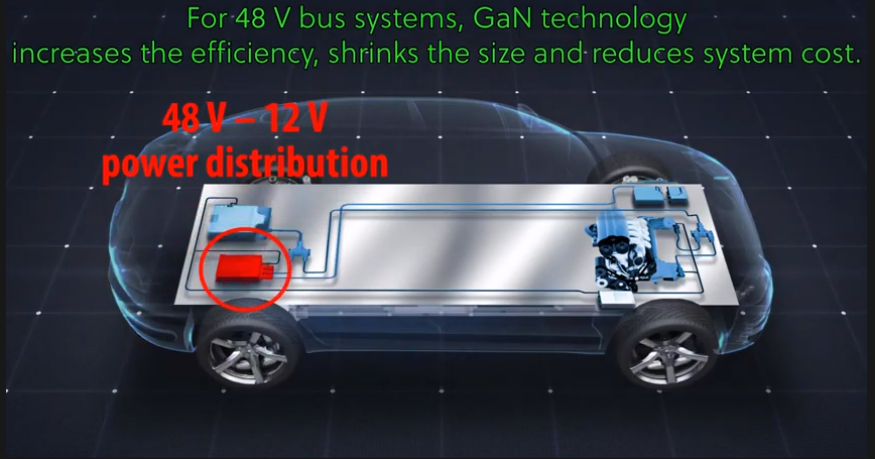 For 48 V bus systems, GaN technology
increases the efficiency, shrinks the size and reduces system cost.
48 V – 12 V
power distribution